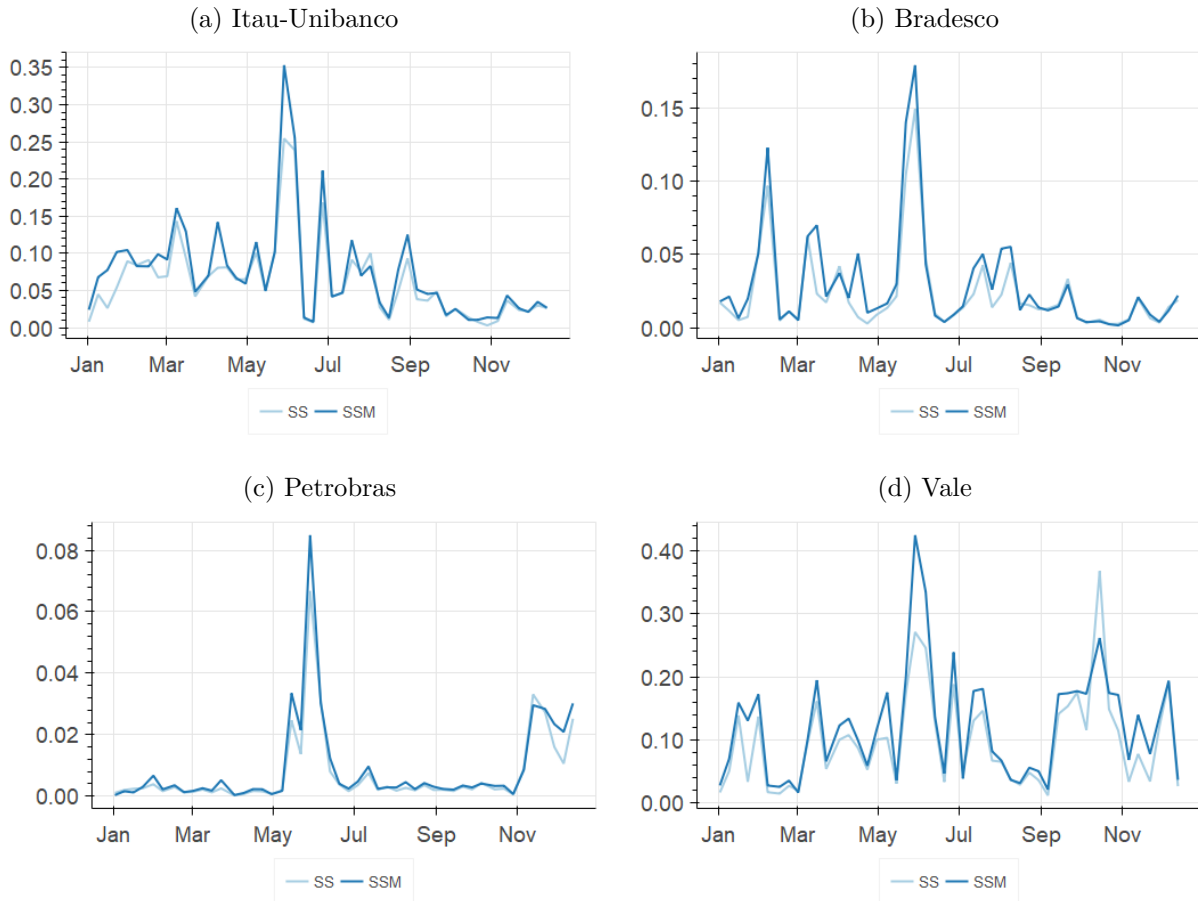 (a) Itau-Unibanco
0.35
0.30
0.25
0.20
0.15
0.10
0.05
0.00
Jan Mar May Jul Sep Nov
SS SSM
(b) Bradesco
0.15
0.10
0.05
0.00
Jan Mar May Jul Sep Nov
SS SSM
(c) Petrobras
0.08
0.06
0.04
0.02
0.00
Jan Mar May Jul Sep Nov
SS SSM
(d) Vale
0.40
0.30
0.20
0.10
0.00
Jan Mar May Jul Sep Nov
SS SSM